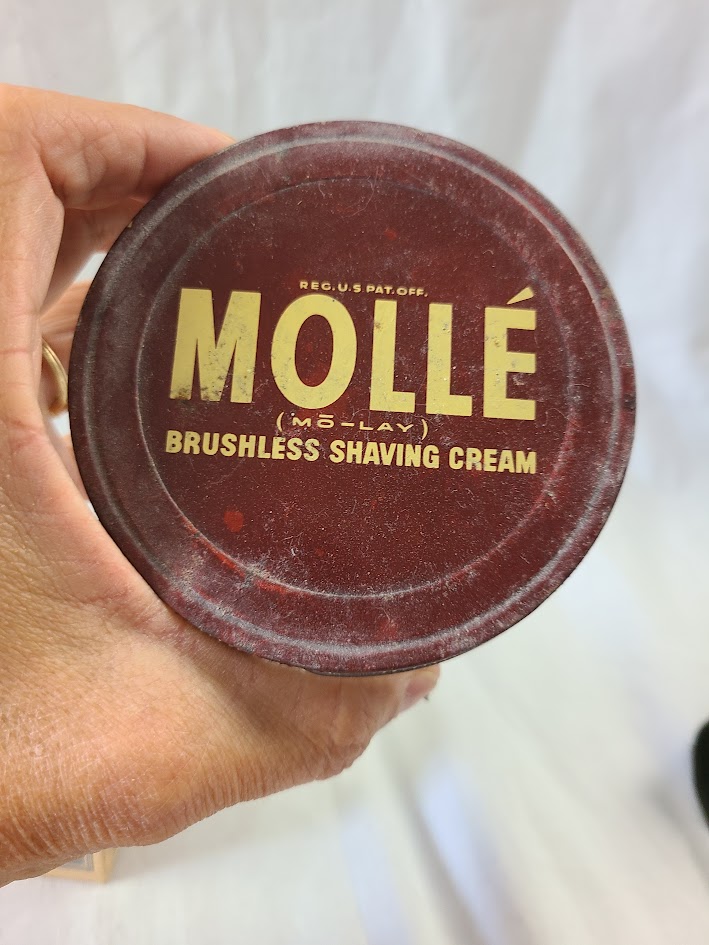 REG. U.S. PAT. OFF.
MOLLÉ
(MŌ-LAY)
BRUSHLESS SHAVING CREAM